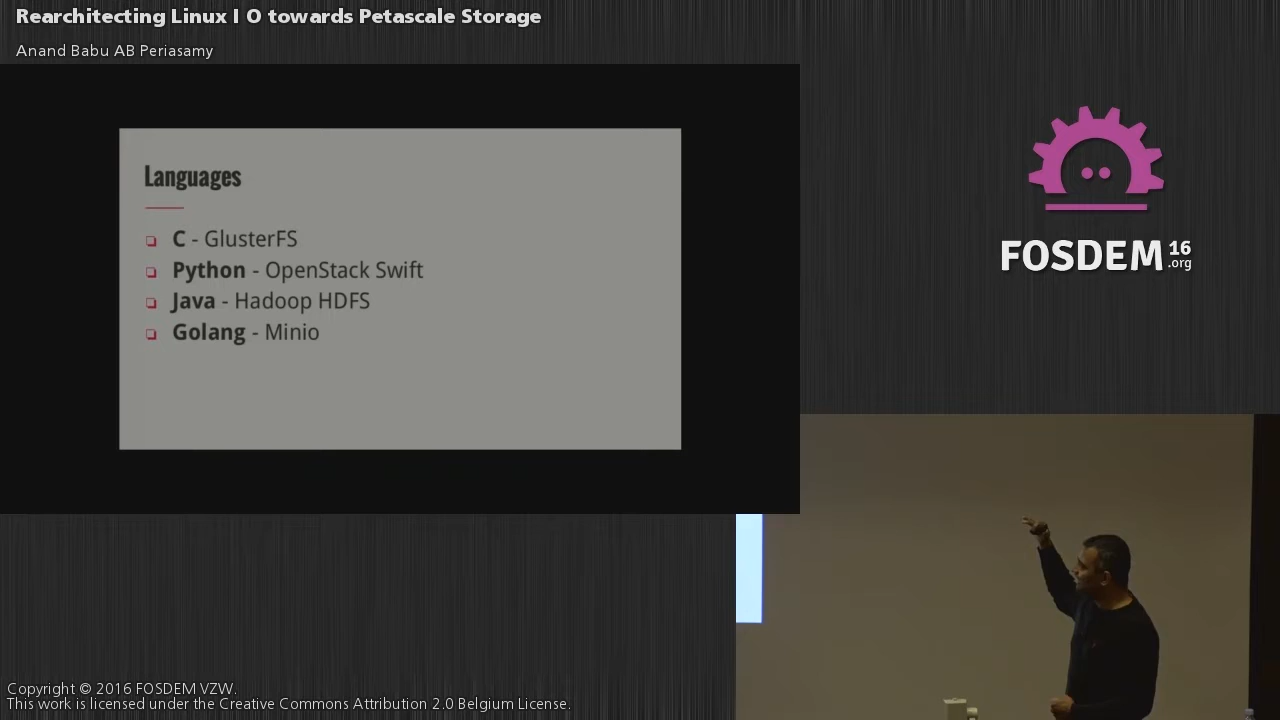 Rearchitecting Linux I O towards Petascale Storage
Anand Babu AB Periasamy
Languages
C - GlusterFS
Python - OpenStack Swift
Java - Hadoop HDFS
Golang - Minio
FOSDEM 16
.org
Copyright © 2016 FOSDEM VZW.
This work is licensed under the Creative Commons Attribution 2.0 Belgium License.